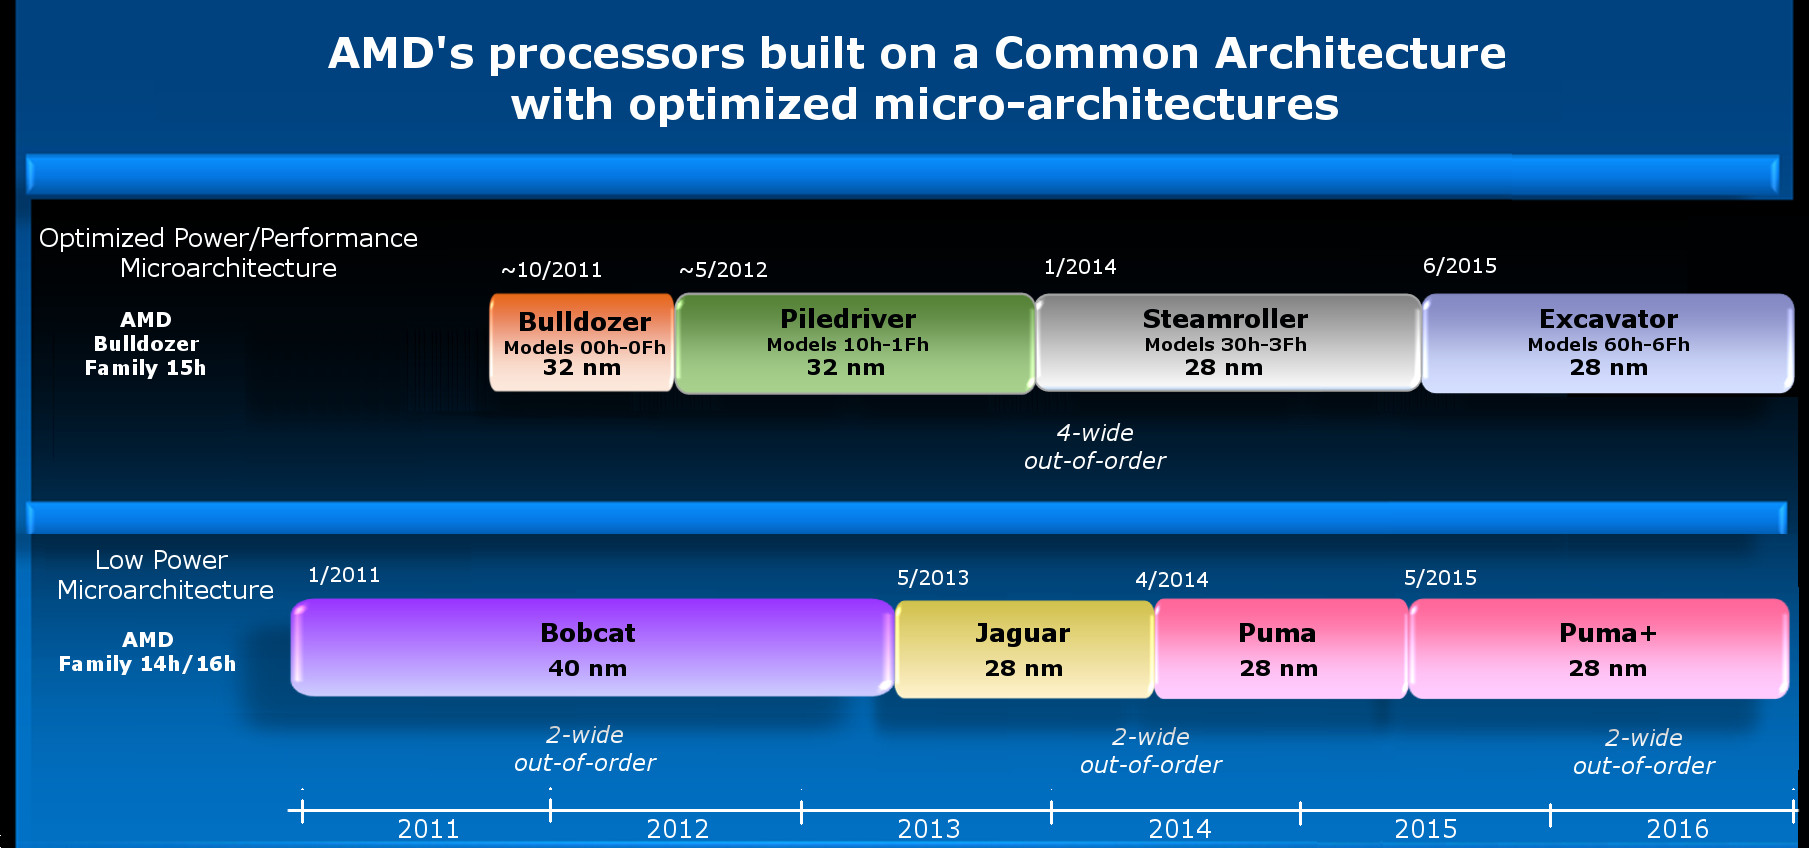 AMD's processors built on a Common Architecture
with optimized micro-architectures
Optimized Power/Performance
Microarchitecture
AMD
Bulldozer
Family 15h
~10/2011
Bulldozer
Models 00h-0Fh
32 nm
~5/2012
Piledriver
Models 10h-1Fh
32 nm
1/2014
Steamroller
Models 30h-3Fh
28 nm
6/2015
Excavator
Models 60h-6Fh
28 nm
4-wide
out-of-order
Low Power
Microarchitecture
AMD
Family 14h/16h
1/2011
Bobcat
40 nm
5/2013
Jaguar
28 nm
4/2014
Puma
28 nm
5/2015
Puma+
28 nm
2-wide
out-of-order
2-wide
out-of-order
2-wide
out-of-order
2011
2012
2013
2014
2015
2016